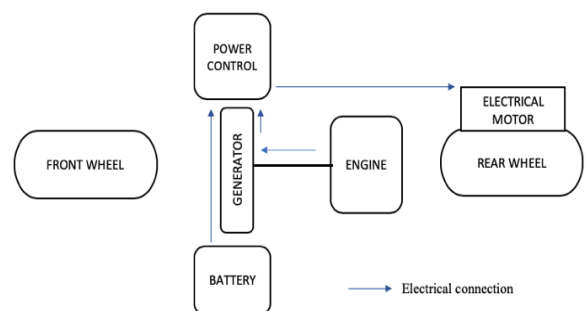 POWER
CONTROL
ELECTRICAL
MOTOR
FRONT WHEEL
GENERATOR
ENGINE
REAR WHEEL
BATTERY
Electrical connection